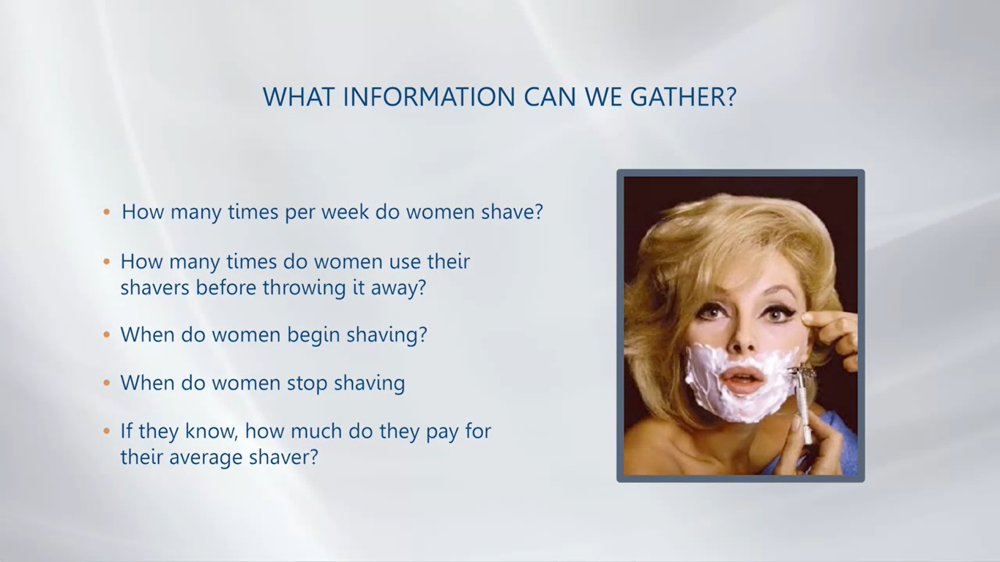 WHAT INFORMATION CAN WE GATHER?
• How many times per week do women shave?
• How many times do women use their
shavers before throwing it away?
• When do women begin shaving?
• When do women stop shaving
• If they know, how much do they pay for
their average shaver?